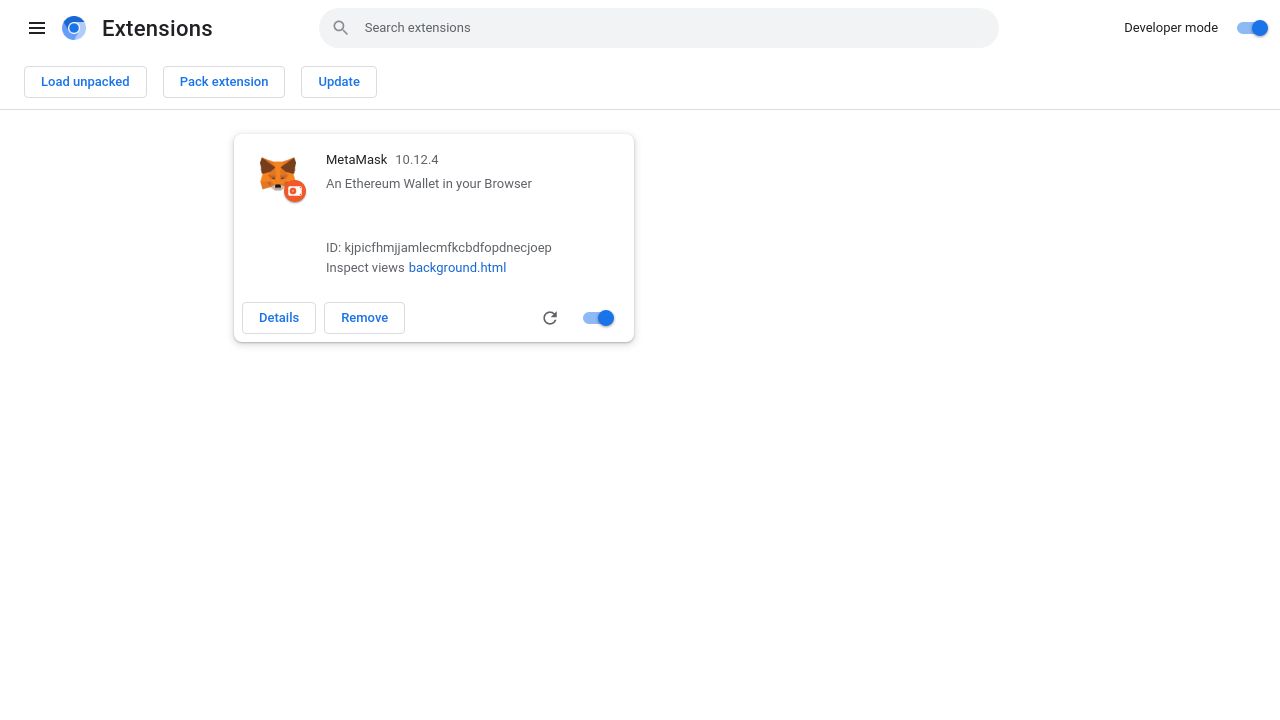 Extensions
Search extensions
Developer mode
Load unpacked
Pack extension
Update
MetaMask 10.12.4
An Ethereum Wallet in your Browser
ID: kjpicfhmjjamlecmfkcbdfopdnecjoep
Inspect views background.html
Details
Remove